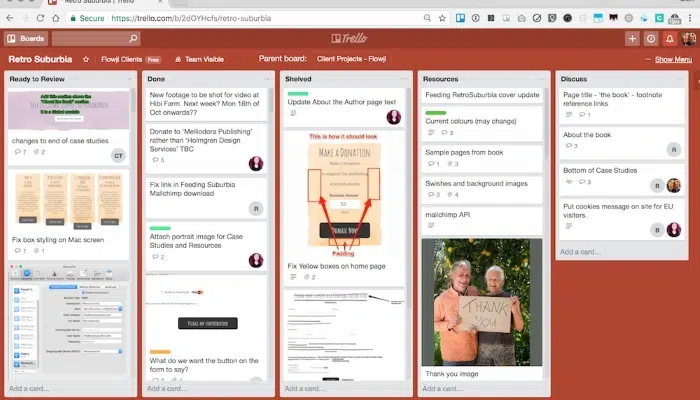 Retro Suburbia | Trello
Secure
https://trello.com/b/2dOYHcfs/retro-suburbia
Boards
Trello
Retro Suburbia
Flowji Clients
Free
Team Visible
Parent board:
Client Projects - Flowji
... Show Menu
Ready to Review
changes to end of case studies
7
2
CT
Fix box styling on Mac screen
1
1
Add a card...
Done
New footage to be shot for video at
Hibi Farm. Next week? Mon 16th of
Oct onwards??
Donate to 'Melliodora Publishing'
rather than 'Holmgren Design
Services' TBC
5
Fix link in Feeding Suburbia
Mailchimp download
R
Attach portrait image for Case
Studies and Resources
2
What do we want the button on the
form to say?
Add a card...
Shelved
Update About the Author page text
This is how it should look
Make a Donation
50
Donate Now
Padding
Fix Yellow boxes on home page
2
Add a card...
Resources
Feeding RetroSuburbia cover update
Current colours (may change)
3
Sample pages from book
1
3
Swishes and background images
3
4
mailchimp API
THANK
YOU
Thank you image
Add a card...
Discuss
Page title - 'the book' - footnote
reference links
1
About the book
3
R
Bottom of Case Studies
3
R
Put cookies message on site for EU
visitors.
R
Add a card...